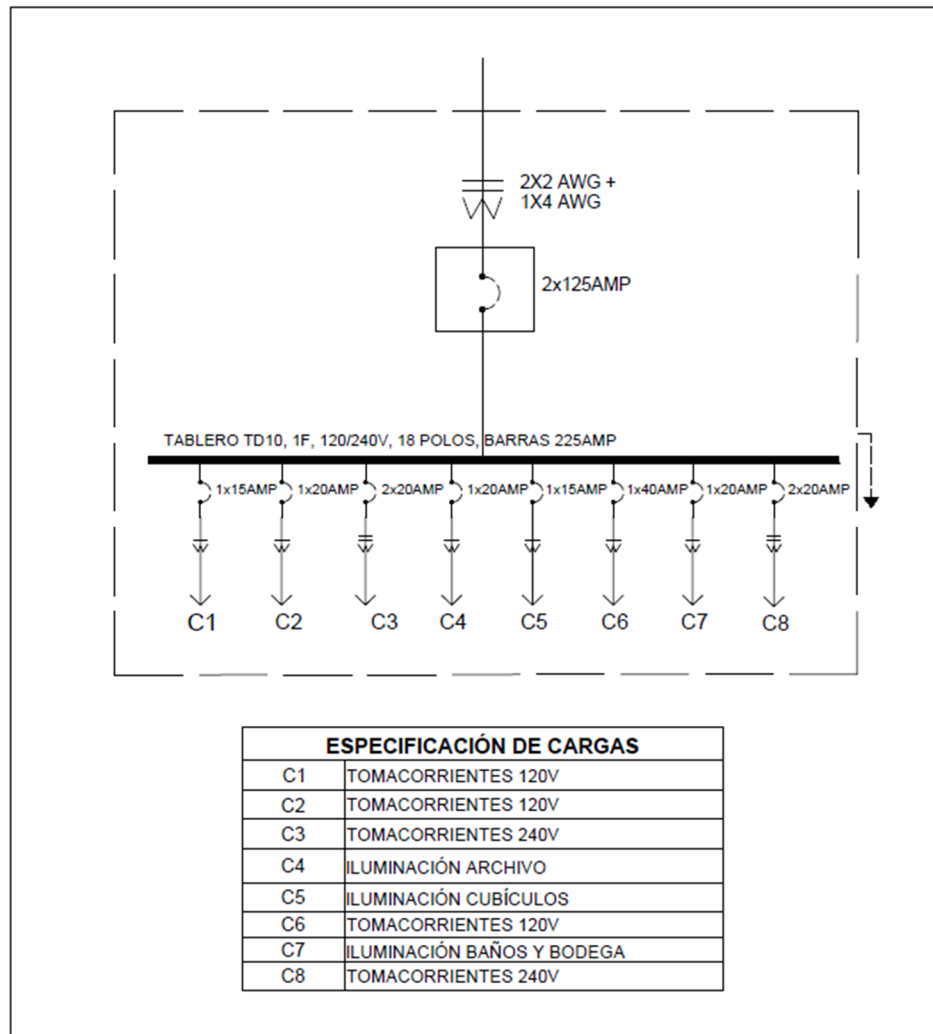 2X2 AWG +
1X4 AWG
2x125AMP
TABLERO TD10, 1F, 120/240V, 18 POLOS, BARRAS 225AMP
1x15AMP 1x20AMP 2x20AMP 1x20AMP 1x15AMP 1x40AMP 1x20AMP 2x20AMP
C1 C2 C3 C4 C5 C6 C7 C8
ESPECIFICACIÓN DE CARGAS
C1 TOMACORRIENTES 120V
C2 TOMACORRIENTES 120V
C3 TOMACORRIENTES 240V
C4 ILUMINACIÓN ARCHIVO
C5 ILUMINACIÓN CUBÍCULOS
C6 TOMACORRIENTES 120V
C7 ILUMINACIÓN BAÑOS Y BODEGA
C8 TOMACORRIENTES 240V